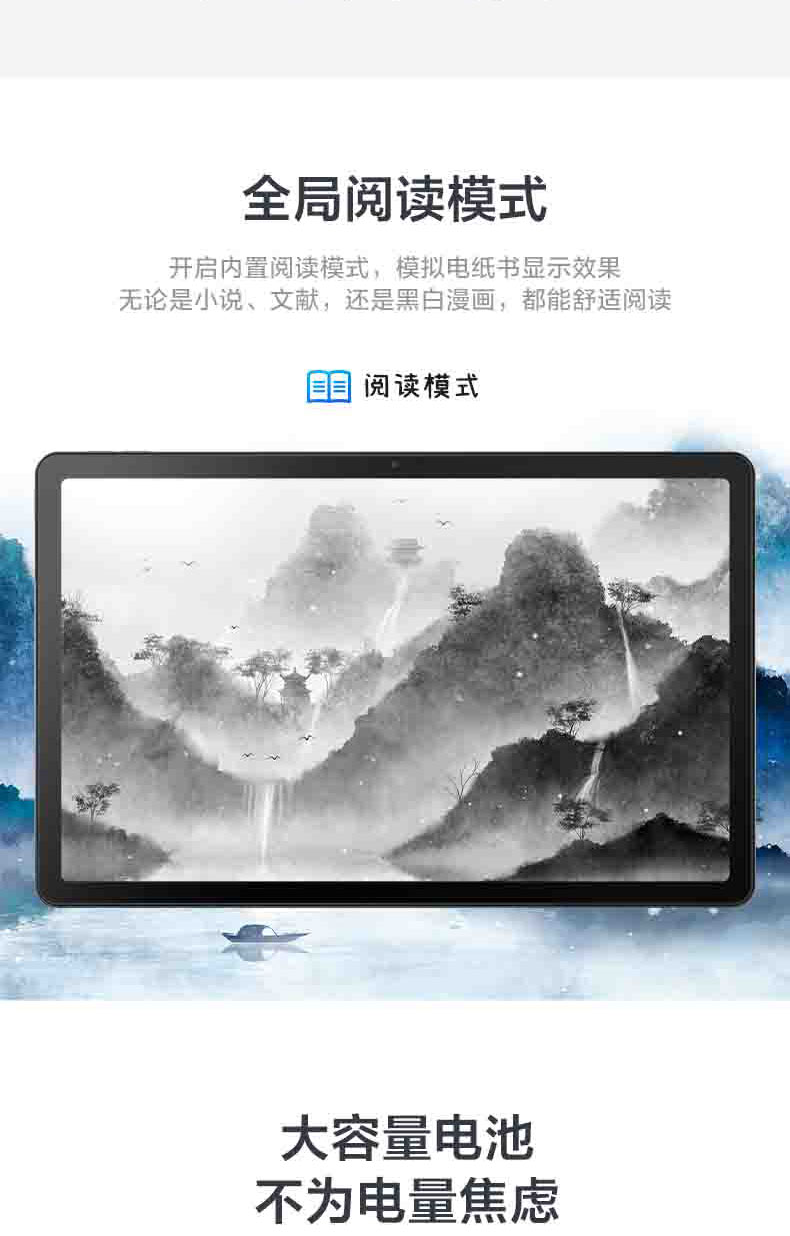 全局阅读模式
开启内置阅读模式，模拟电纸书显示效果
无论是小说、文献，还是黑白漫画，都能舒适阅读
阅读模式
大容量电池
不为电量焦虑